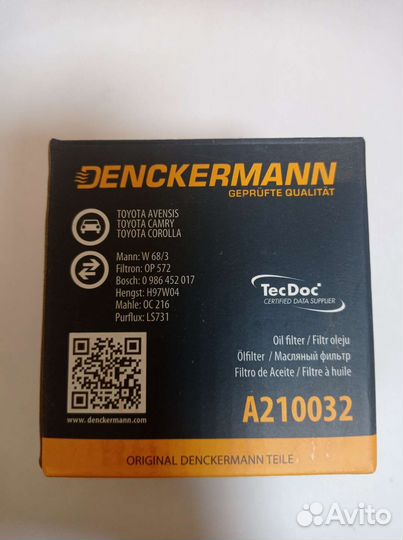 DENCKERMANN
GEPRÜFTE QUALITÄT
TOYOTA AVENSIS
TOYOTA CAMRY
TOYOTA COROLLA
Mann: W 68/3
Filtron: OP 572
Bosch: 0 986 452 017
Hengst: H97W04
Mahle: OC 216
Purflux: LS731
TecDoc
CERTIFIED DATA SUPPLIER
Oil filter / Filtr oleju
Ölfilter / Масляный фильтр
Filtro de Aceite / Filtre à huile
www.denckermann.com
A210032
ORIGINAL DENCKERMANN TEILE
Avito